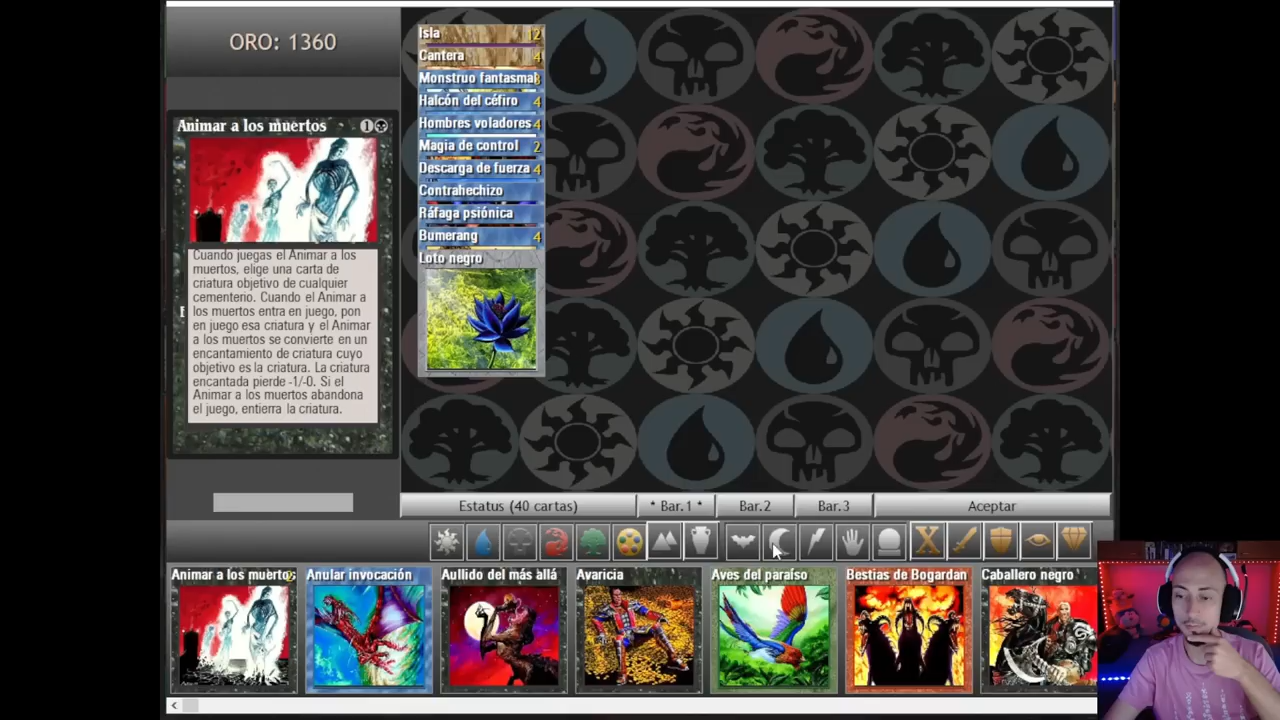 ORO: 1360
Animar a los muertos 1
Cuando juegas el Animar a los
muertos, elige una carta de
criatura objetivo de cualquier
cementerio. Cuando el Animar a
los muertos entra en juego, pon
en juego esa criatura y el Animar
a los muertos se convierte en un
encantamiento de criatura cuyo
objetivo es la criatura. La criatura
encantada pierde -1/-0. Si el
Animar a los muertos abandona
el juego, entierra la criatura.
Isla 12
Cantera 4
Monstruo fantasmal
Halcón del céfiro 4
Hombres voladores 4
Magia de control 2
Descarga de fuerza 4
Contrahechizo
Ráfaga psiónica
Bumerang 4
Loto negro
Estatus (40 cartas)
* Bar.1 *
Bar.2
Bar.3
Aceptar
X
Animar a los muertos
Anular invocación
Aullido del más allá
Avaricia
Aves del paraíso
Bestias de Bogardan
Caballero negro